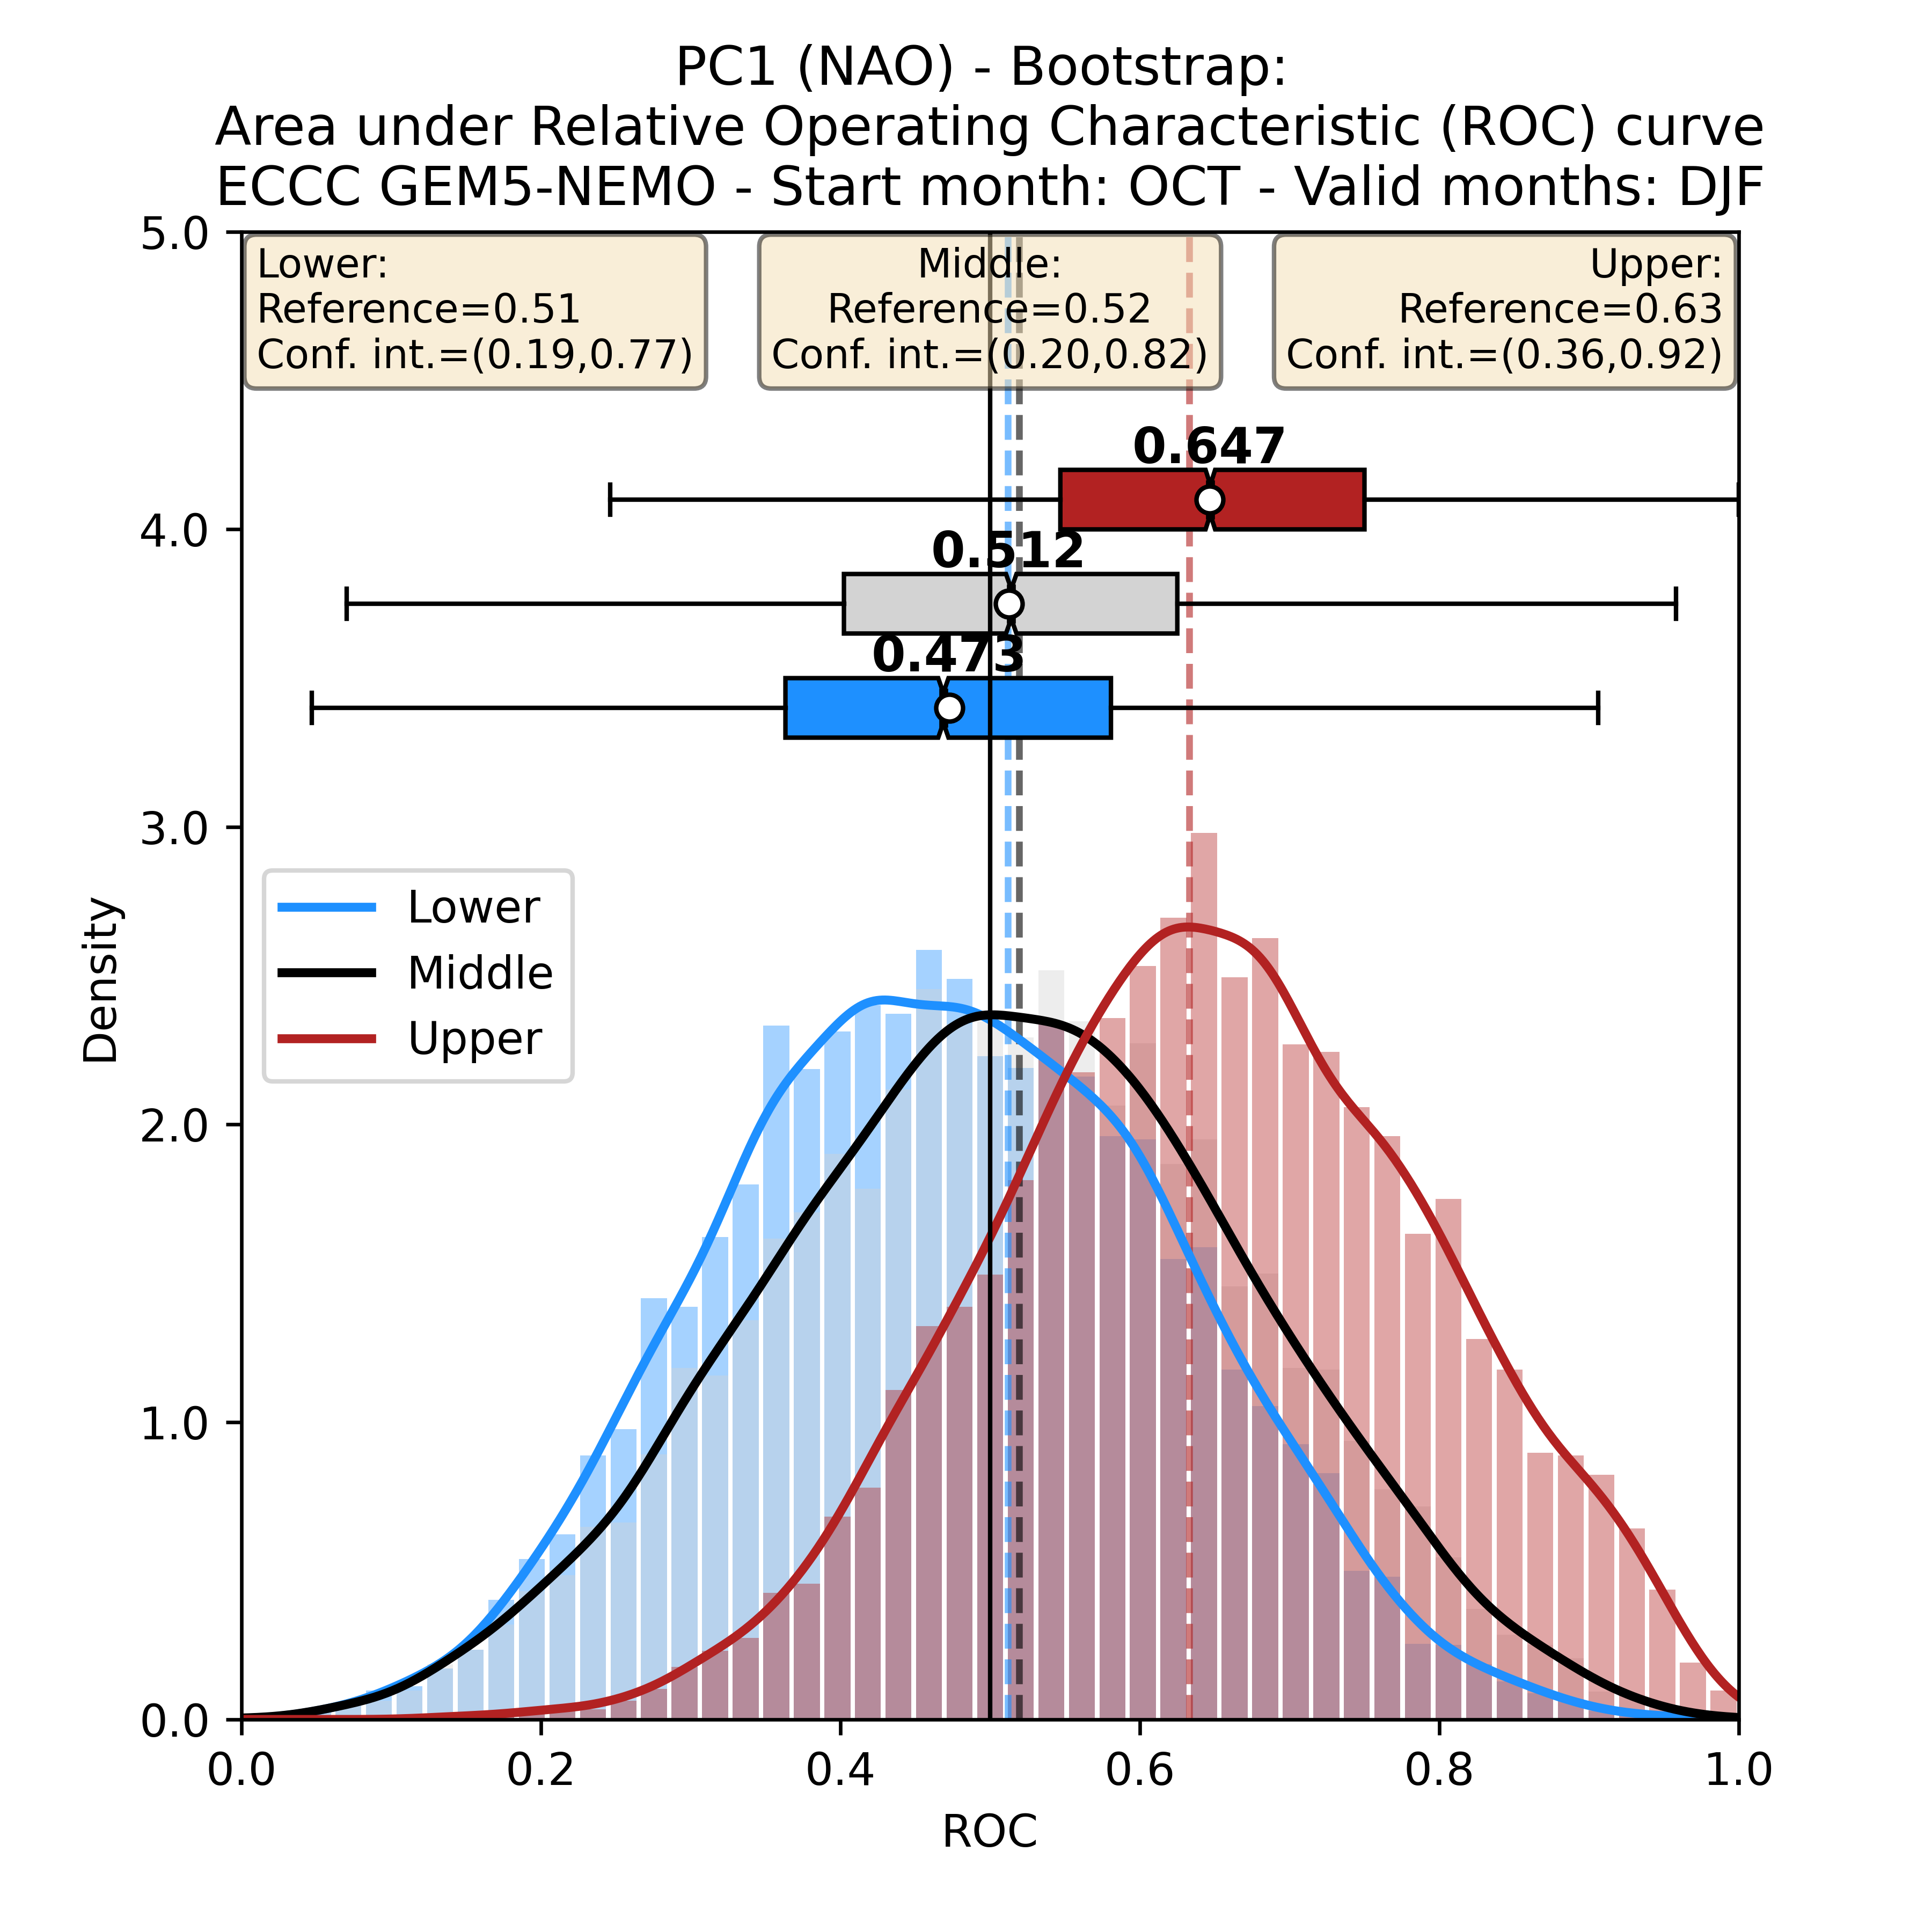 PC1 (NAO) - Bootstrap:
Area under Relative Operating Characteristic (ROC) curve
ECCC GEM5-NEMO - Start month: OCT - Valid months: DJF
Lower:
Reference=0.51
Conf. int.=(0.19,0.77)
Middle:
Reference=0.52
Conf. int.=(0.20,0.82)
Upper:
Reference=0.63
Conf. int.=(0.36,0.92)
0.647
0.512
0.473
Lower
Middle
Upper
Density
5.0
4.0
3.0
2.0
1.0
0.0
0.0 0.2 0.4 0.6 0.8 1.0
ROC